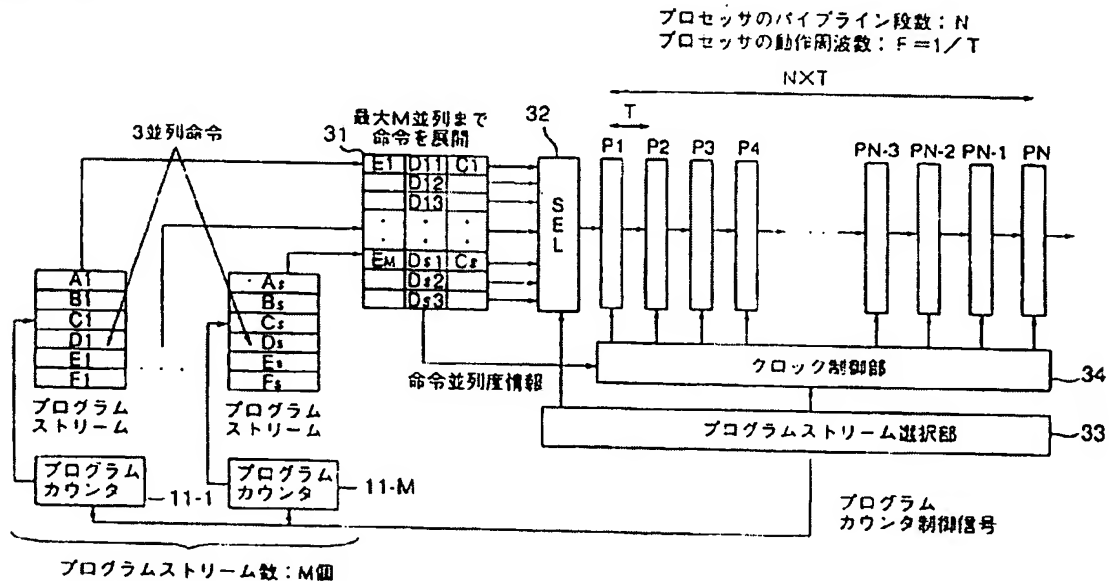 プロセッサのパイプライン段数：N
プロセッサの動作周波数：F＝1／T
N×T
T
最大M並列まで
命令を展開
3並列命令
31
32
P1 P2 P3 P4 PN-3 PN-2 PN-1 PN
E1 D11 C1
D12
D13
・ ・ ・
・ ・ ・
EM Ds1 Cs
Ds2
Ds3
SEL
A1
B1
C1
D1
E1
F1
As
Bs
Cs
Ds
Es
Fs
命令並列度情報
クロック制御部
34
プログラム
ストリーム
プログラム
ストリーム
プログラムストリーム選択部
33
プログラム
カウンタ
11-1
プログラム
カウンタ
11-M
プログラム
カウンタ制御信号
プログラムストリーム数：M個